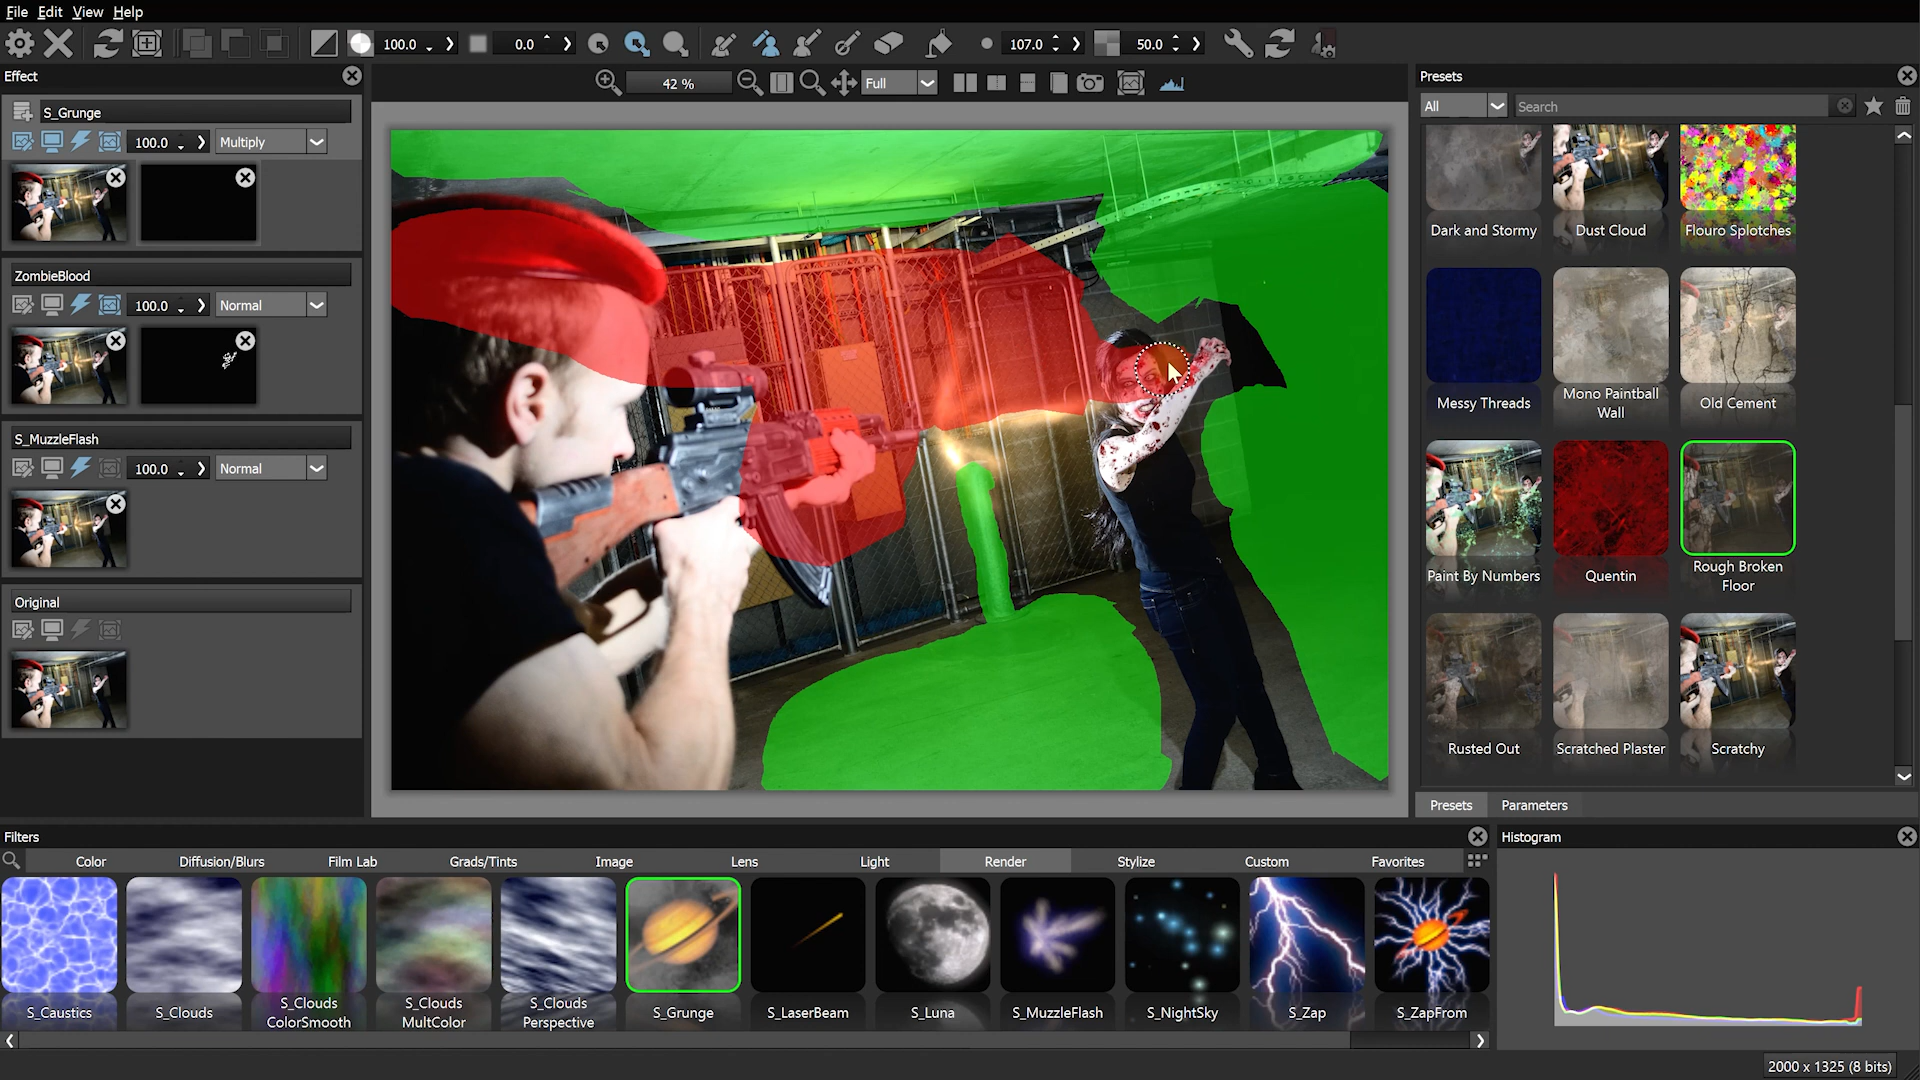 File Edit View Help
100.0
0.0
107.0
50.0
Effect
42 %
Full
Presets
S_Grunge
All
Search
100.0
Multiply
Dark and Stormy
Dust Cloud
Flouro Splotches
ZombieBlood
100.0
Normal
Messy Threads
Mono Paintball
Wall
Old Cement
S_MuzzleFlash
100.0
Normal
Paint By Numbers
Quentin
Rough Broken
Floor
Original
Rusted Out
Scratched Plaster
Scratchy
Presets
Parameters
Filters
Histogram
Color
Diffusion/Blurs
Film Lab
Grads/Tints
Image
Lens
Light
Render
Stylize
Custom
Favorites
S_Caustics
S_Clouds
S_Clouds
ColorSmooth
S_Clouds
MultColor
S_Clouds
Perspective
S_Grunge
S_LaserBeam
S_Luna
S_MuzzleFlash
S_NightSky
S_Zap
S_ZapFrom
2000 x 1325 (8 bits)